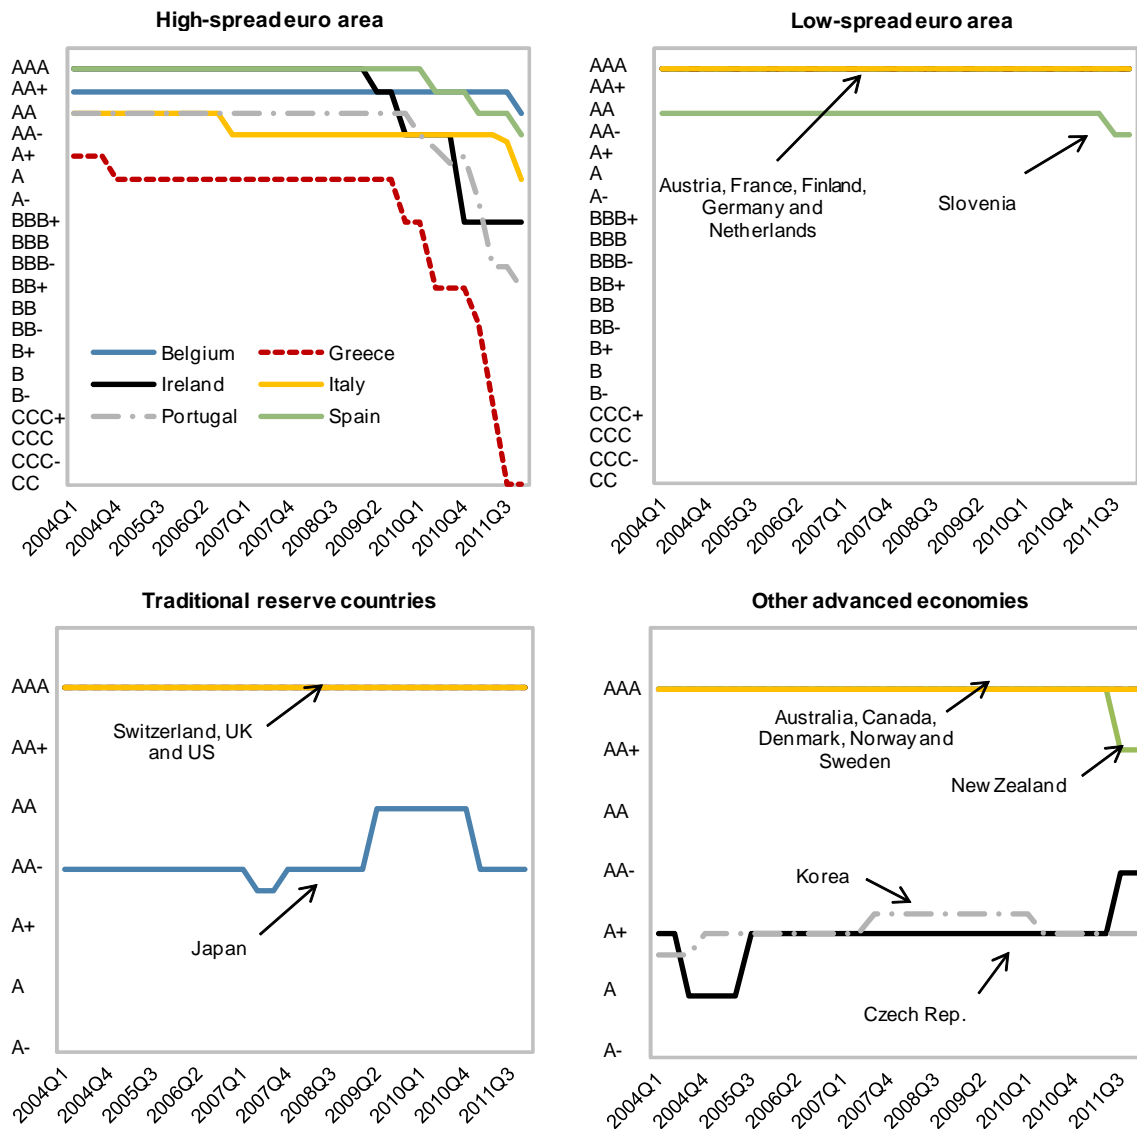 High-spread euro area
AAA
AA+
AA
AA-
A+
A
A-
BBB+
BBB
BBB-
BB+
BB
BB-
B+
B
B-
CCC+
CCC
CCC-
CC
Belgium
Greece
Ireland
Italy
Portugal
Spain
2004Q1
2004Q4
2005Q3
2006Q2
2007Q1
2007Q4
2008Q3
2009Q2
2010Q1
2010Q4
2011Q3
Low-spread euro area
AAA
AA+
AA
AA-
A+
A
A-
BBB+
BBB
BBB-
BB+
BB
BB-
B+
B
B-
CCC+
CCC
CCC-
CC
Austria, France, Finland,
Germany and
Netherlands
Slovenia
2004Q1
2004Q4
2005Q3
2006Q2
2007Q1
2007Q4
2008Q3
2009Q2
2010Q1
2010Q4
2011Q3
Traditional reserve countries
AAA
AA+
AA
AA-
A+
A
A-
Switzerland, UK
and US
Japan
2004Q1
2004Q4
2005Q3
2006Q2
2007Q1
2007Q4
2008Q3
2009Q2
2010Q1
2010Q4
2011Q3
Other advanced economies
AAA
AA+
AA
AA-
A+
A
A-
Australia, Canada,
Denmark, Norway and
Sweden
New Zealand
Korea
Czech Rep.
2004Q1
2004Q4
2005Q3
2006Q2
2007Q1
2007Q4
2008Q3
2009Q2
2010Q1
2010Q4
2011Q3